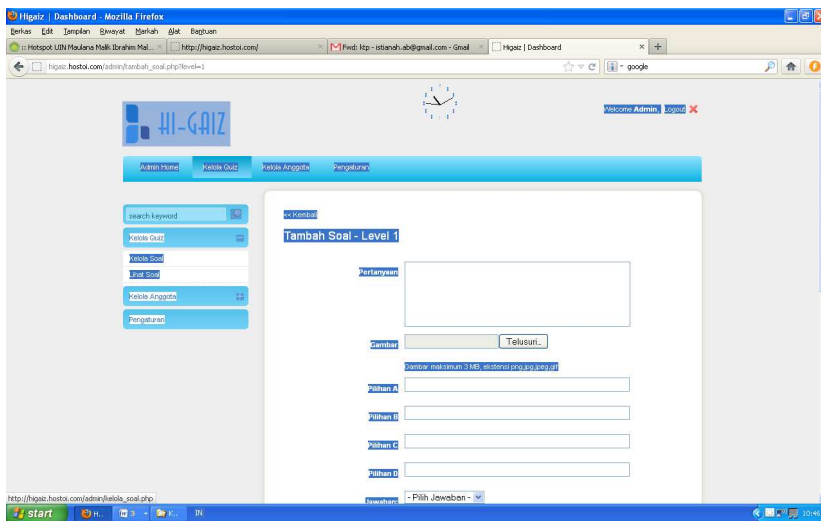 Higaiz | Dashboard - Mozilla Firefox
Berkas Edit Tampilan Riwayat Markah Alat Bantuan
:: Hotspot UIN Maulana Malik Ibrahim Mal... × http://higaiz.hostoi.com/ × Fwd: ktp - istianah.ab@gmail.com - Gmail × Higaiz | Dashboard × +
higaiz.hostoi.com/admin/tambah_soal.php?level=1 google
HI-GAIZ
Welcome Admin, Logout
Admin Home Kelola Quiz Kelola Anggota Pengaturan
search keyword
Kelola Quiz
Kelola Soal
Lihat Soal
Kelola Anggota
Pengaturan
<< Kembali
Tambah Soal - Level 1
Pertanyaan
Gambar Telusuri..
Gambar maksimum 3 MB, ekstensi png,jpg,jpeg,gif
Pilihan A
Pilihan B
Pilihan C
Pilihan D
Jawaban: - Pilih Jawaban -
http://higaiz.hostoi.com/admin/kelola_soal.php
start H.. 3 K.. IN 10:46